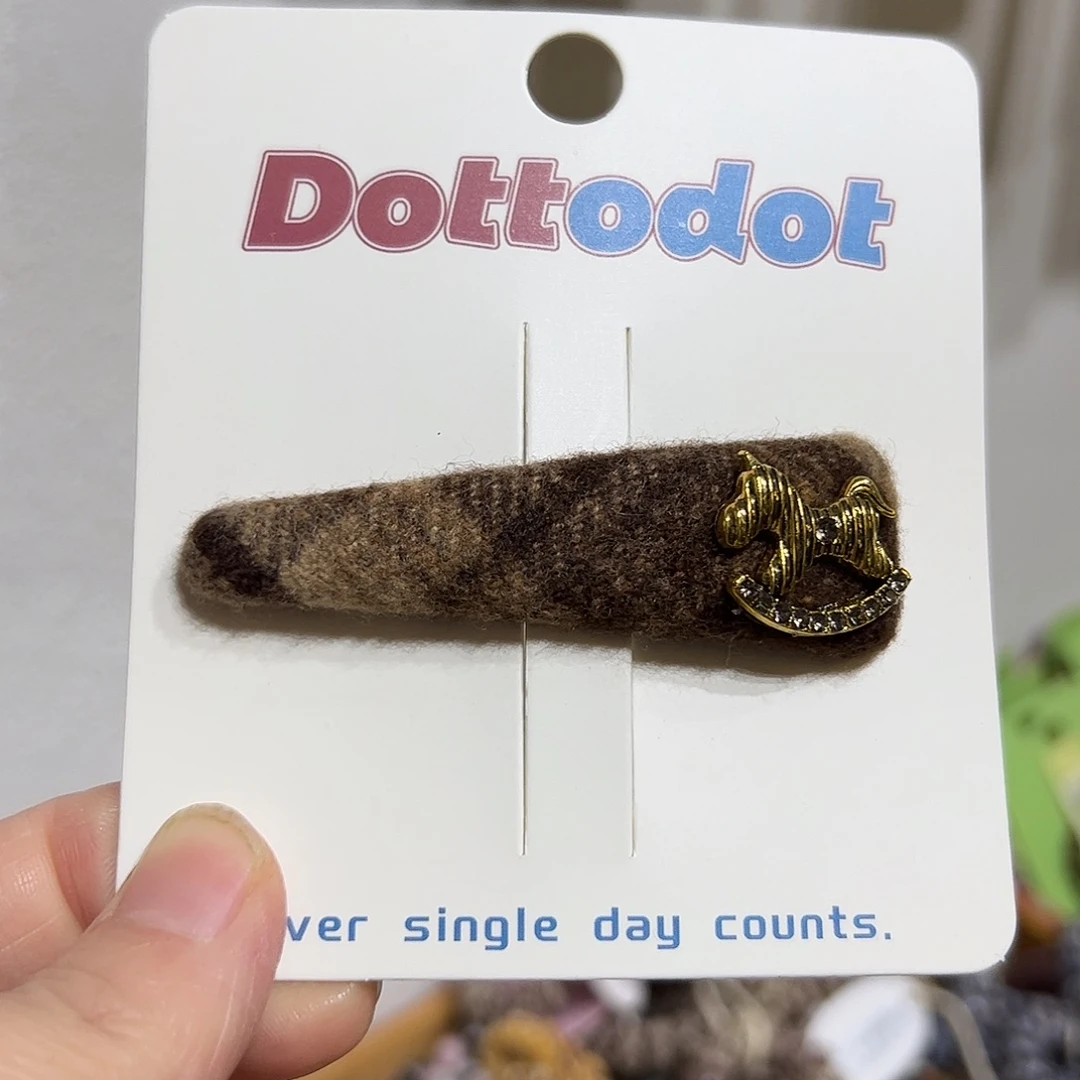 Dottodot
ver single day counts.